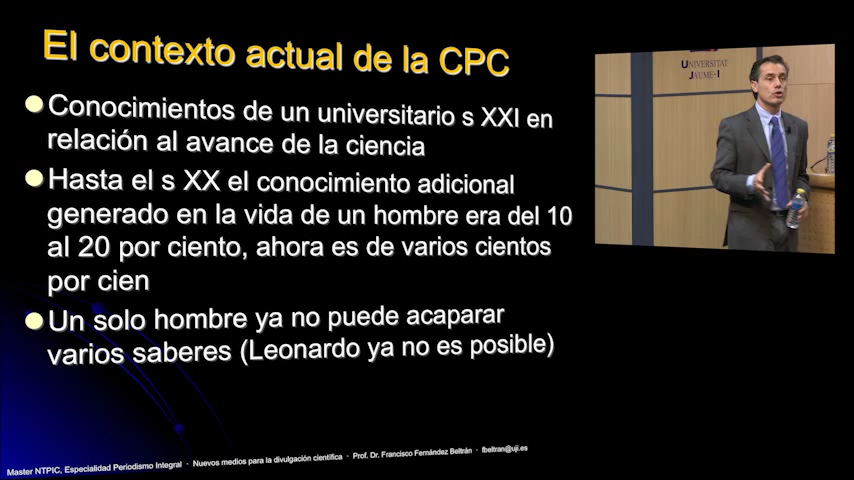 El contexto actual de la CPC
Conocimientos de un universitario s XXI en
relación al avance de la ciencia
Hasta el s XX el conocimiento adicional
generado en la vida de un hombre era del 10
al 20 por ciento, ahora es de varios cientos
por cien
Un solo hombre ya no puede acaparar
varios saberes (Leonardo ya no es posible)
UNIVERSITAT
JAUME·I
Master NTPIC, Especialidad Periodismo Integral - Nuevos medios para la divulgación científica - Prof. Dr. Francisco Fernández Beltrán - fbeltran@uji.es